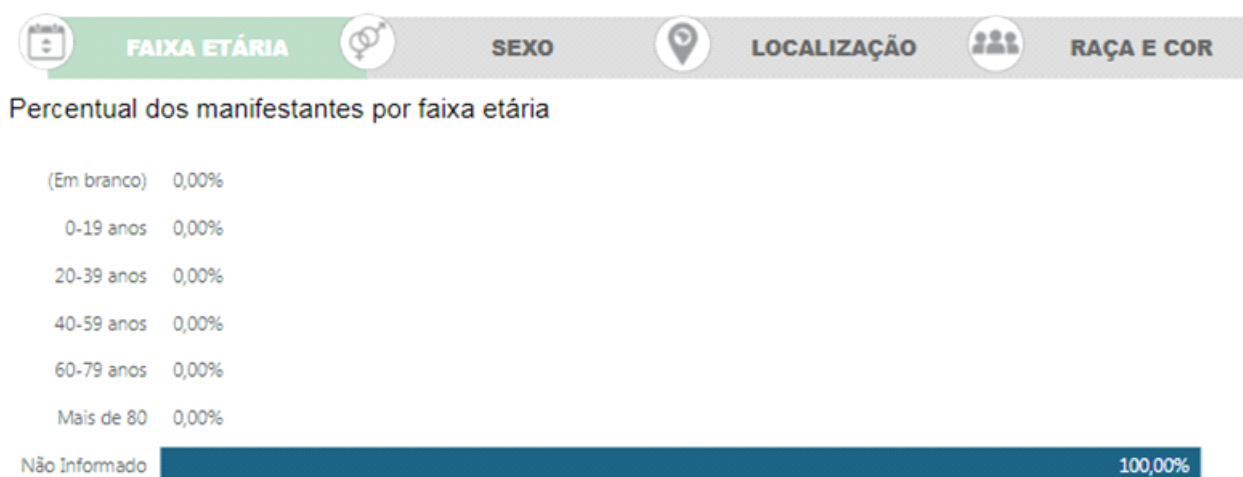 FAIXA ETÁRIA SEXO LOCALIZAÇÃO RAÇA E COR
Percentual dos manifestantes por faixa etária
(Em branco) 0,00%
0-19 anos 0,00%
20-39 anos 0,00%
40-59 anos 0,00%
60-79 anos 0,00%
Mais de 80 0,00%
Não Informado 100,00%